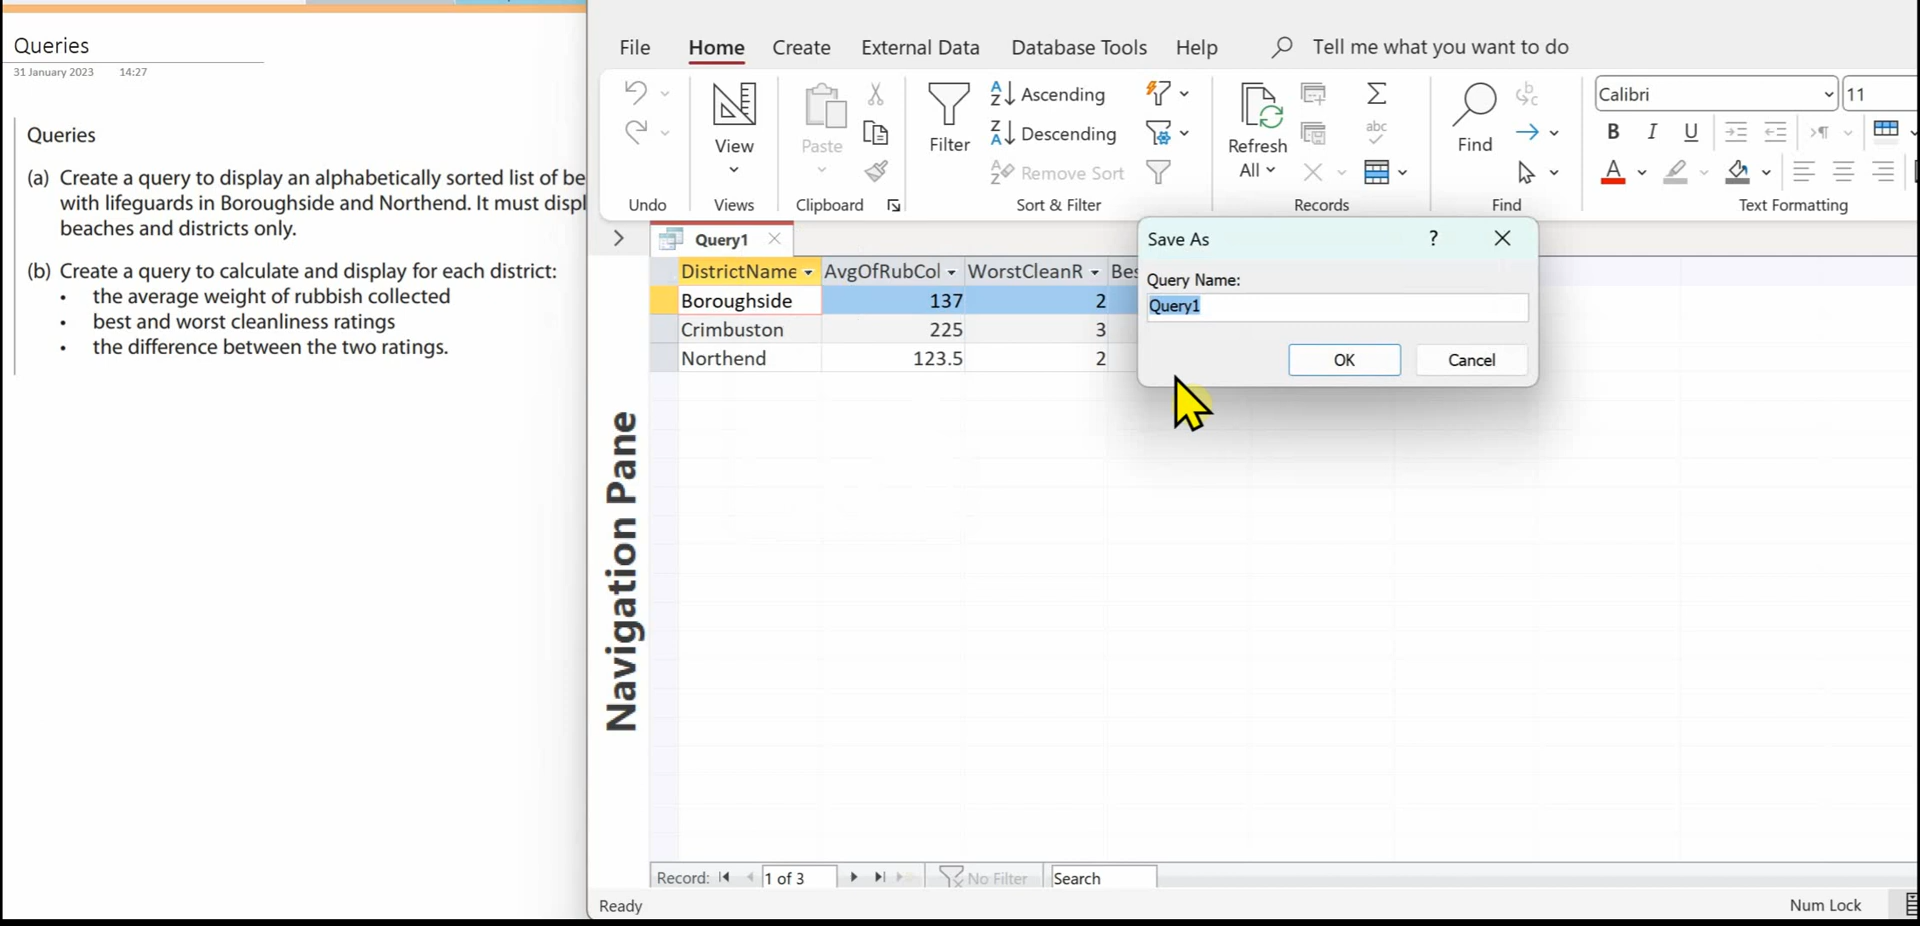 Queries
31 January 2023 14:27
Queries
(a) Create a query to display an alphabetically sorted list of be
with lifeguards in Boroughside and Northend. It must displ
beaches and districts only.
(b) Create a query to calculate and display for each district:
• the average weight of rubbish collected
• best and worst cleanliness ratings
• the difference between the two ratings.
File Home Create External Data Database Tools Help Tell me what you want to do
Undo
View
Views
Paste
Clipboard
Filter
Ascending
Descending
Remove Sort
Sort & Filter
Refresh
All
abc
Records
Find
Find
Calibri 11
B I U
A
Text Formatting
Query1
DistrictName AvgOfRubCol WorstCleanR Bes
Boroughside 137 2
Crimbuston 225 3
Northend 123.5 2
Save As ?
Query Name:
Query1
OK Cancel
Navigation Pane
Record: 1 of 3 No Filter Search
Ready Num Lock